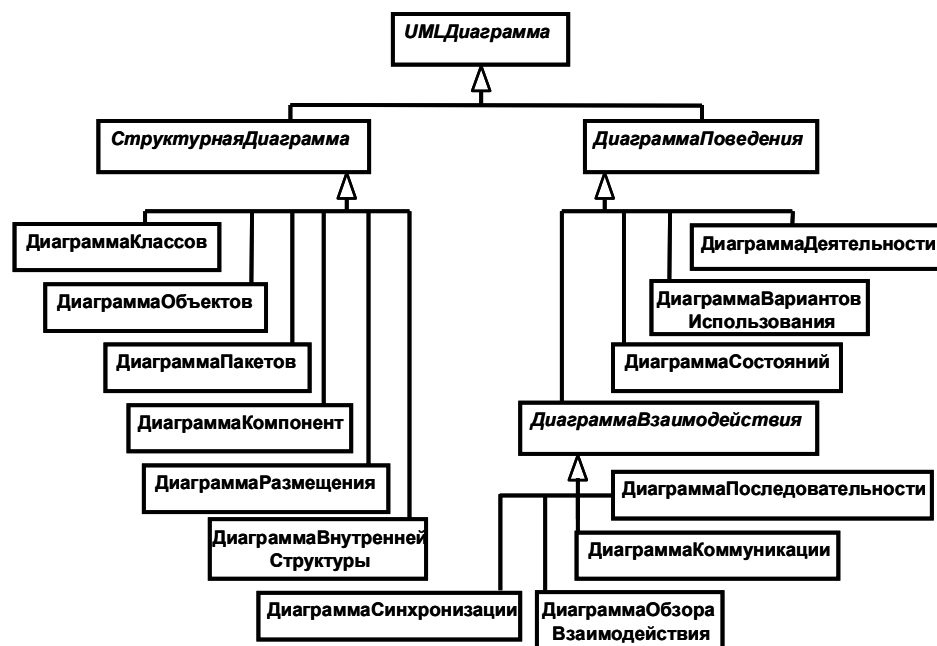 UMLДиаграмма
СтруктурнаяДиаграмма
ДиаграммаПоведения
ДиаграммаКлассов
ДиаграммаДеятельности
ДиаграммаОбъектов
ДиаграммаВариантов
Использования
ДиаграммаПакетов
ДиаграммаСостояний
ДиаграммаКомпонент
ДиаграммаВзаимодействия
ДиаграммаРазмещения
ДиаграммаПоследовательности
ДиаграммаВнутренней
Структуры
ДиаграммаКоммуникации
ДиаграммаСинхронизации
ДиаграммаОбзора
Взаимодействия